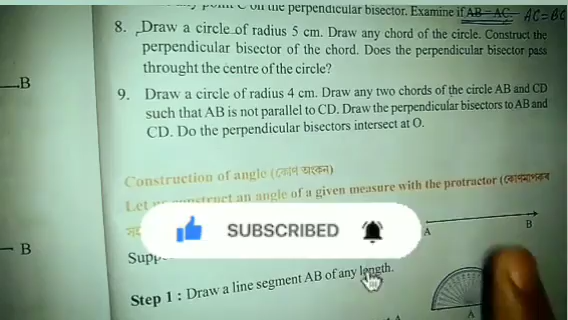 C on the perpendicular bisector. Examine if AB = AC. AC=BC
8. Draw a circle of radius 5 cm. Draw any chord of the circle. Construct the
perpendicular bisector of the chord. Does the perpendicular bisector pass
throught the centre of the circle?
B
9. Draw a circle of radius 4 cm. Draw any two chords of the circle AB and CD
such that AB is not parallel to CD. Draw the perpendicular bisectors to AB and
CD. Do the perpendicular bisectors intersect at O.
Construction of angle (কোণ অংকন)
Let construct an angle of a given measure with the protractor
SUBSCRIBED
A B
B
Step 1 : Draw a line segment AB of any length.
A